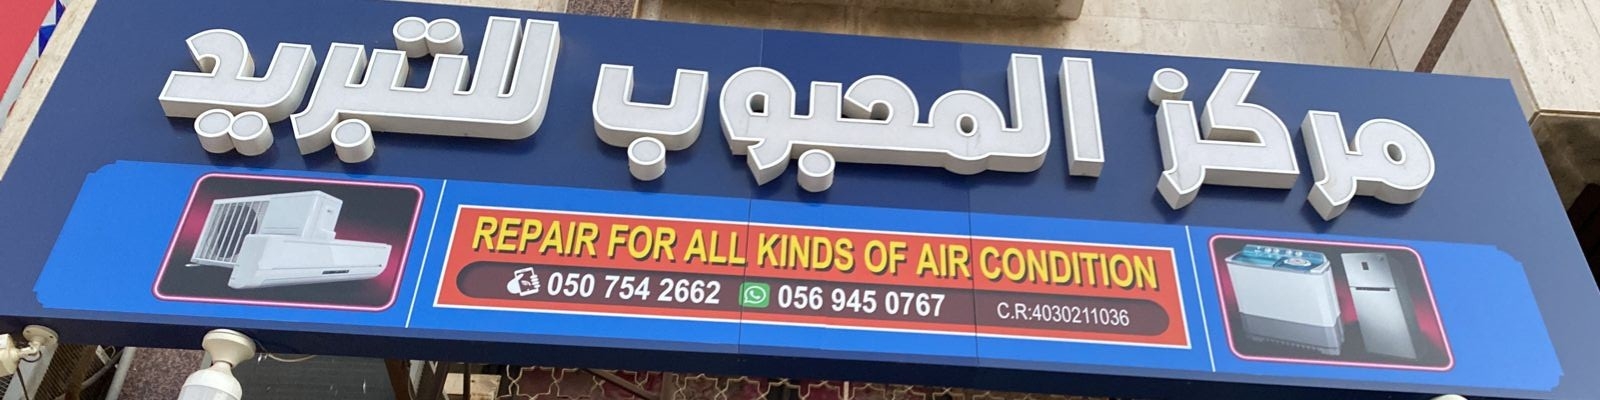 مركز المحبوب للتبريد
REPAIR FOR ALL KINDS OF AIR CONDITION
050 754 2662 056 945 0767 C.R:4030211036